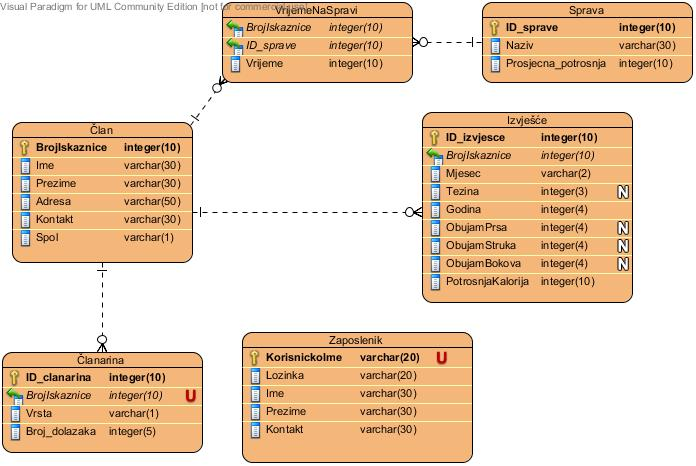 Visual Paradigm for UML Community Edition [not for commercial use]
VrijemeNaSpravi
BrojIskaznice integer(10)
ID_sprave integer(10)
Vrijeme integer(10)
Sprava
ID_sprave integer(10)
Naziv varchar(30)
Prosjecna_potrosnja integer(10)
Član
BrojIskaznice integer(10)
Ime varchar(30)
Prezime varchar(30)
Adresa varchar(50)
Kontakt varchar(30)
Spol varchar(1)
Izvješće
ID_izvjesce integer(10)
BrojIskaznice integer(10)
Mjesec varchar(2)
Tezina integer(3) N
Godina integer(4)
ObujamPrsa integer(4) N
ObujamStruka integer(4) N
ObujamBokova integer(4) N
PotrosnjaKalorija integer(10)
Članarina
ID_clanarina integer(10)
BrojIskaznice integer(10) U
Vrsta varchar(1)
Broj_dolazaka integer(5)
Zaposlenik
KorisnickoIme varchar(20) U
Lozinka varchar(20)
Ime varchar(30)
Prezime varchar(30)
Kontakt varchar(30)